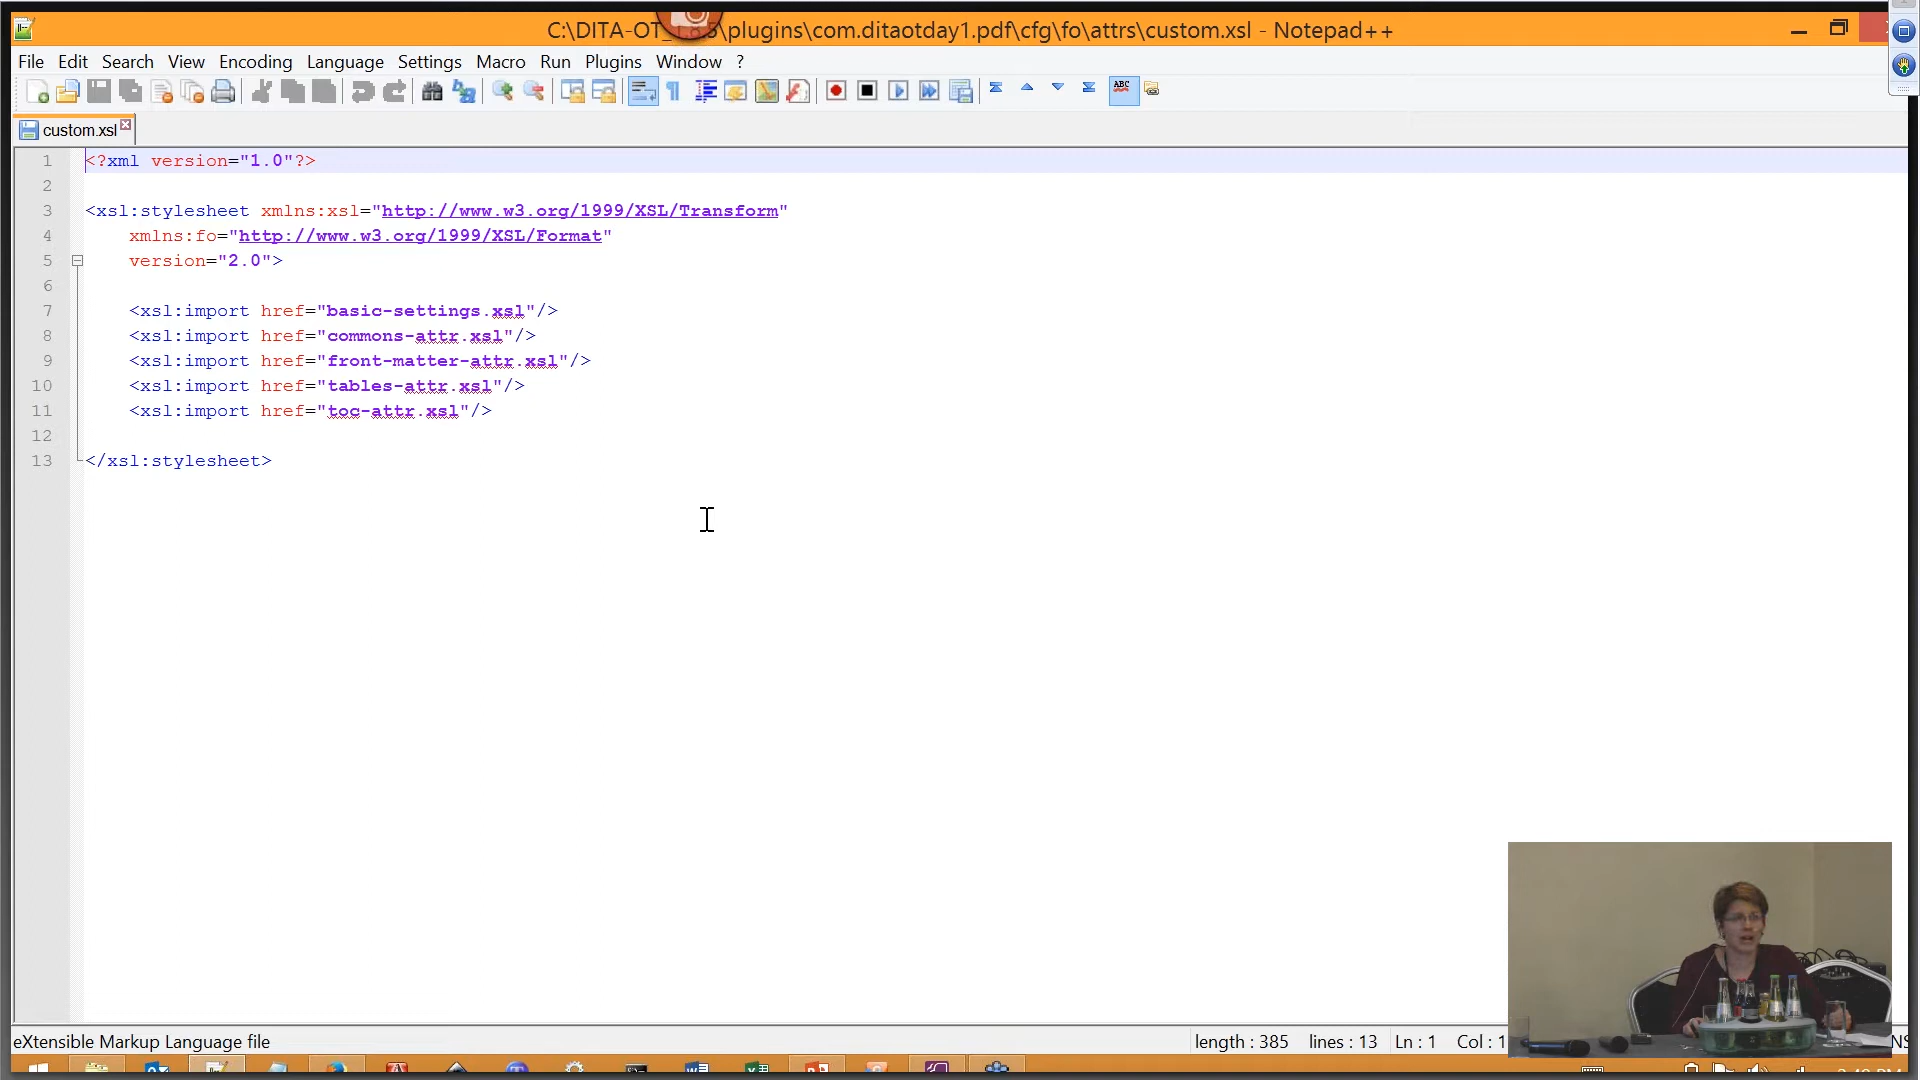 C:\DITA-OT_1.8.5\plugins\com.ditaotday1.pdf\cfg\fo\attrs\custom.xsl - Notepad++
File Edit Search View Encoding Language Settings Macro Run Plugins Window ?
ABC
custom.xsl
1 <?xml version="1.0"?>
2
3 <xsl:stylesheet xmlns:xsl="http://www.w3.org/1999/XSL/Transform"
4 xmlns:fo="http://www.w3.org/1999/XSL/Format"
5 version="2.0">
6
7 <xsl:import href="basic-settings.xsl"/>
8 <xsl:import href="commons-attr.xsl"/>
9 <xsl:import href="front-matter-attr.xsl"/>
10 <xsl:import href="tables-attr.xsl"/>
11 <xsl:import href="toc-attr.xsl"/>
12
13 </xsl:stylesheet>
eXtensible Markup Language file length : 385 lines : 13 Ln : 1 Col : 1